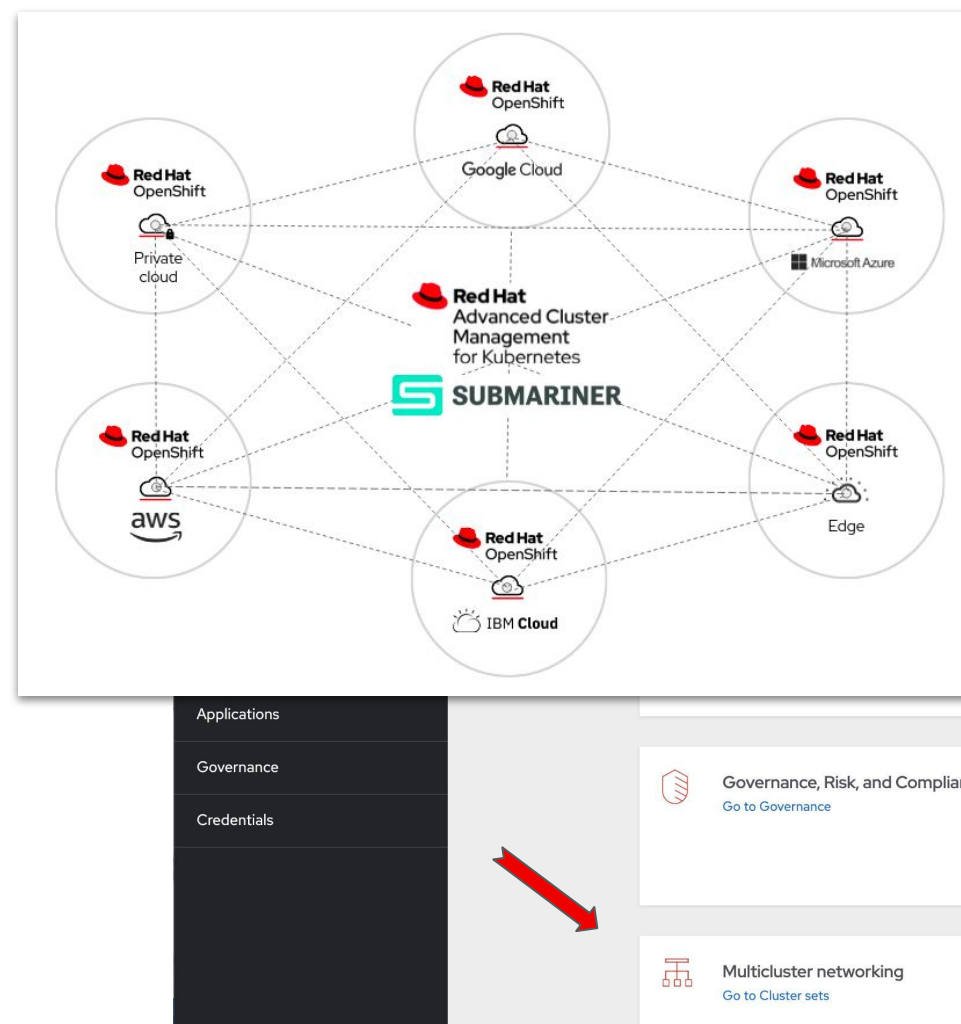 Red Hat
OpenShift
Google Cloud
Red Hat
OpenShift
Private
cloud
Red Hat
OpenShift
Microsoft Azure
Red Hat
Advanced Cluster
Management
for Kubernetes
SUBMARINER
Red Hat
OpenShift
aws
Red Hat
OpenShift
Edge
Red Hat
OpenShift
IBM Cloud
Applications
Governance
Credentials
Governance, Risk, and Complian
Go to Governance
Multicluster networking
Go to Cluster sets